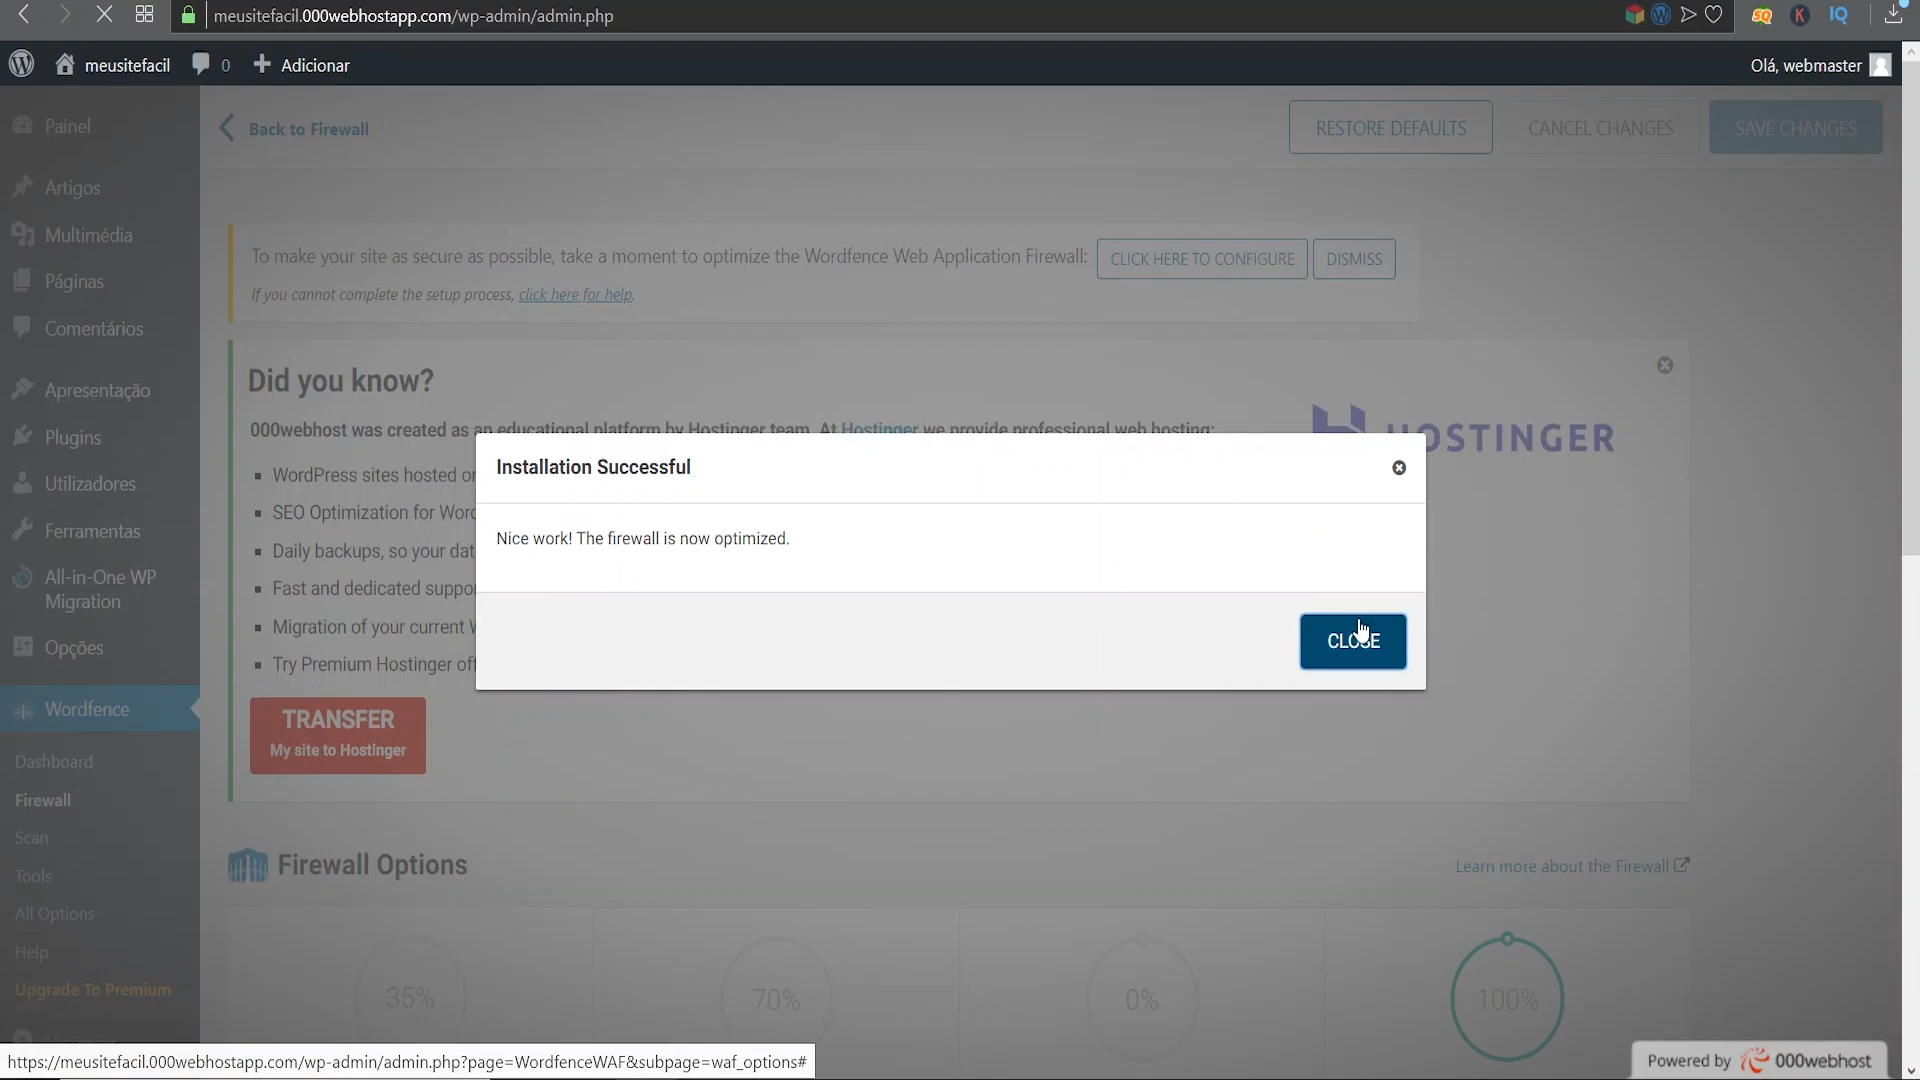 meusitefacil.000webhostapp.com/wp-admin/admin.php
SQ
K
IQ
meusitefacil
0
Adicionar
Olá, webmaster
Painel
Artigos
Multimédia
Páginas
Comentários
Apresentação
Plugins
Utilizadores
Ferramentas
All-in-One WP
Migration
Opções
Wordfence
Dashboard
Firewall
Scan
Tools
All Options
Help
Upgrade To Premium
Back to Firewall
RESTORE DEFAULTS
CANCEL CHANGES
SAVE CHANGES
To make your site as secure as possible, take a moment to optimize the Wordfence Web Application Firewall:
CLICK HERE TO CONFIGURE
DISMISS
If you cannot complete the setup process, click here for help.
Did you know?
000webhost was created as an educational platform by Hostinger team. At Hostinger we provide professional web hosting:
HOSTINGER
WordPress sites hosted
SEO Optimization for
Daily backups, so your
Fast and dedicated
Migration of your current
Try Premium Hostinger
TRANSFER
My site to Hostinger
Installation Successful
Nice work! The firewall is now optimized.
CLOSE
Firewall Options
Learn more about the Firewall
35%
70%
0%
100%
https://meusitefacil.000webhostapp.com/wp-admin/admin.php?page=WordfenceWAF&subpage=waf_options#
Powered by 000webhost